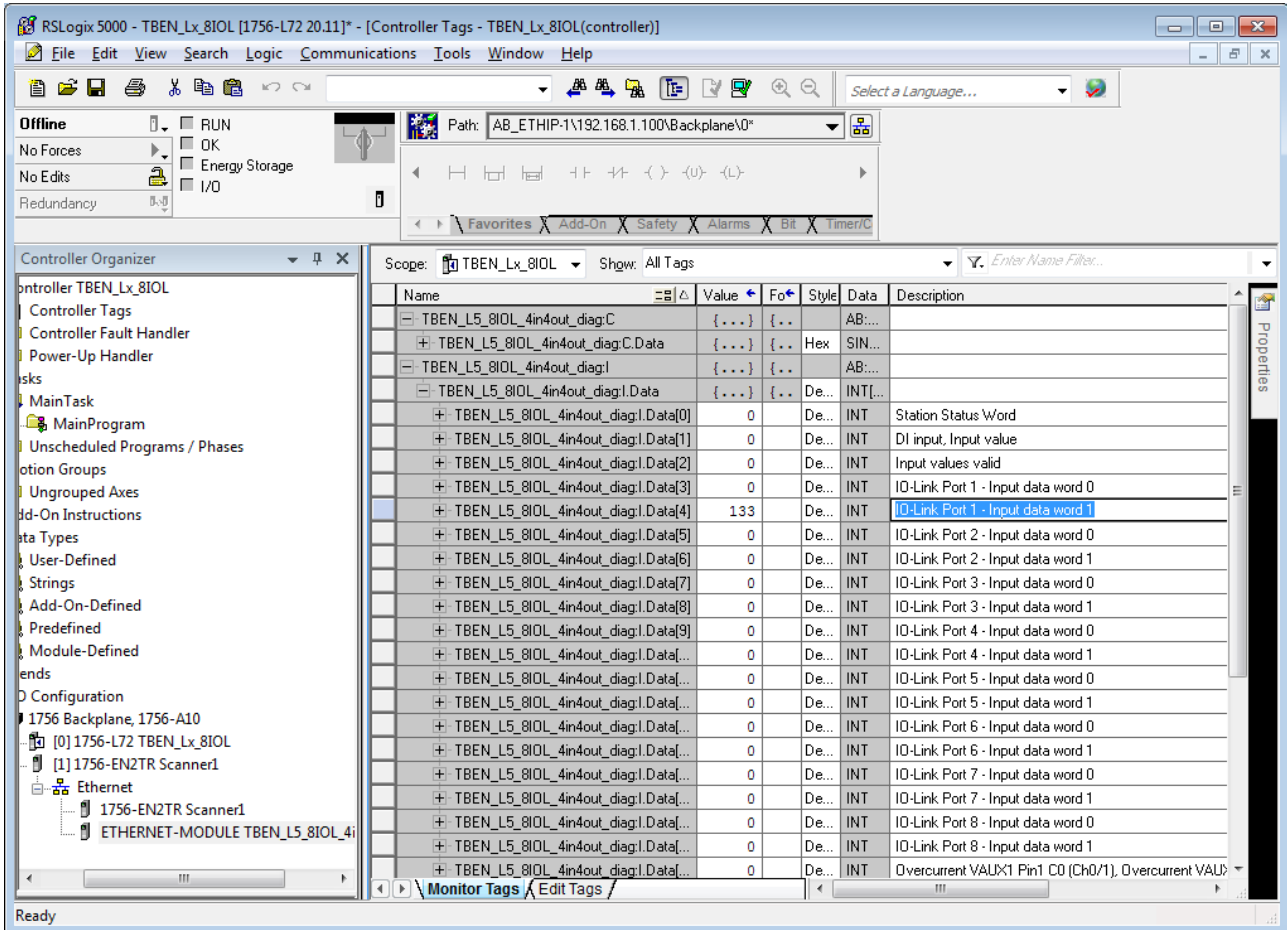 RSLogix 5000 - TBEN_Lx_8IOL [1756-L72 20.11]* - [Controller Tags - TBEN_Lx_8IOL(controller)]
File Edit View Search Logic Communications Tools Window Help
Select a Language...
Offline RUN
No Forces OK
No Edits Energy Storage
Redundancy I/O
Path: AB_ETHIP-1\192.168.1.100\Backplane\0*
Favorites Add-On Safety Alarms Bit Timer/C
Controller Organizer
ontroller TBEN_Lx_8IOL
Controller Tags
Controller Fault Handler
Power-Up Handler
asks
MainTask
MainProgram
Unscheduled Programs / Phases
otion Groups
Ungrouped Axes
dd-On Instructions
ata Types
User-Defined
Strings
Add-On-Defined
Predefined
Module-Defined
ends
O Configuration
1756 Backplane, 1756-A10
[0] 1756-L72 TBEN_Lx_8IOL
[1] 1756-EN2TR Scanner1
Ethernet
1756-EN2TR Scanner1
ETHERNET-MODULE TBEN_L5_8IOL_4i
Scope: TBEN_Lx_8IOL Show: All Tags Enter Name Filter...
Name Value Fo Style Data Description
TBEN_L5_8IOL_4in4out_diag:C {...} {.. AB:...
TBEN_L5_8IOL_4in4out_diag:C.Data {...} {.. Hex SIN...
TBEN_L5_8IOL_4in4out_diag:I {...} {.. AB:...
TBEN_L5_8IOL_4in4out_diag:I.Data {...} {.. De... INT[...
TBEN_L5_8IOL_4in4out_diag:I.Data[0] 0 De... INT Station Status Word
TBEN_L5_8IOL_4in4out_diag:I.Data[1] 0 De... INT DI input, Input value
TBEN_L5_8IOL_4in4out_diag:I.Data[2] 0 De... INT Input values valid
TBEN_L5_8IOL_4in4out_diag:I.Data[3] 0 De... INT IO-Link Port 1 - Input data word 0
TBEN_L5_8IOL_4in4out_diag:I.Data[4] 133 De... INT IO-Link Port 1 - Input data word 1
TBEN_L5_8IOL_4in4out_diag:I.Data[5] 0 De... INT IO-Link Port 2 - Input data word 0
TBEN_L5_8IOL_4in4out_diag:I.Data[6] 0 De... INT IO-Link Port 2 - Input data word 1
TBEN_L5_8IOL_4in4out_diag:I.Data[7] 0 De... INT IO-Link Port 3 - Input data word 0
TBEN_L5_8IOL_4in4out_diag:I.Data[8] 0 De... INT IO-Link Port 3 - Input data word 1
TBEN_L5_8IOL_4in4out_diag:I.Data[9] 0 De... INT IO-Link Port 4 - Input data word 0
TBEN_L5_8IOL_4in4out_diag:I.Data[... 0 De... INT IO-Link Port 4 - Input data word 1
TBEN_L5_8IOL_4in4out_diag:I.Data[... 0 De... INT IO-Link Port 5 - Input data word 0
TBEN_L5_8IOL_4in4out_diag:I.Data[... 0 De... INT IO-Link Port 5 - Input data word 1
TBEN_L5_8IOL_4in4out_diag:I.Data[... 0 De... INT IO-Link Port 6 - Input data word 0
TBEN_L5_8IOL_4in4out_diag:I.Data[... 0 De... INT IO-Link Port 6 - Input data word 1
TBEN_L5_8IOL_4in4out_diag:I.Data[... 0 De... INT IO-Link Port 7 - Input data word 0
TBEN_L5_8IOL_4in4out_diag:I.Data[... 0 De... INT IO-Link Port 7 - Input data word 1
TBEN_L5_8IOL_4in4out_diag:I.Data[... 0 De... INT IO-Link Port 8 - Input data word 0
TBEN_L5_8IOL_4in4out_diag:I.Data[... 0 De... INT IO-Link Port 8 - Input data word 1
TBEN_L5_8IOL_4in4out_diag:I.Data[... 0 De... INT Overcurrent VAUX1 Pin1 C0 (Ch0/1), Overcurrent VAUX
Monitor Tags Edit Tags
Properties
Ready